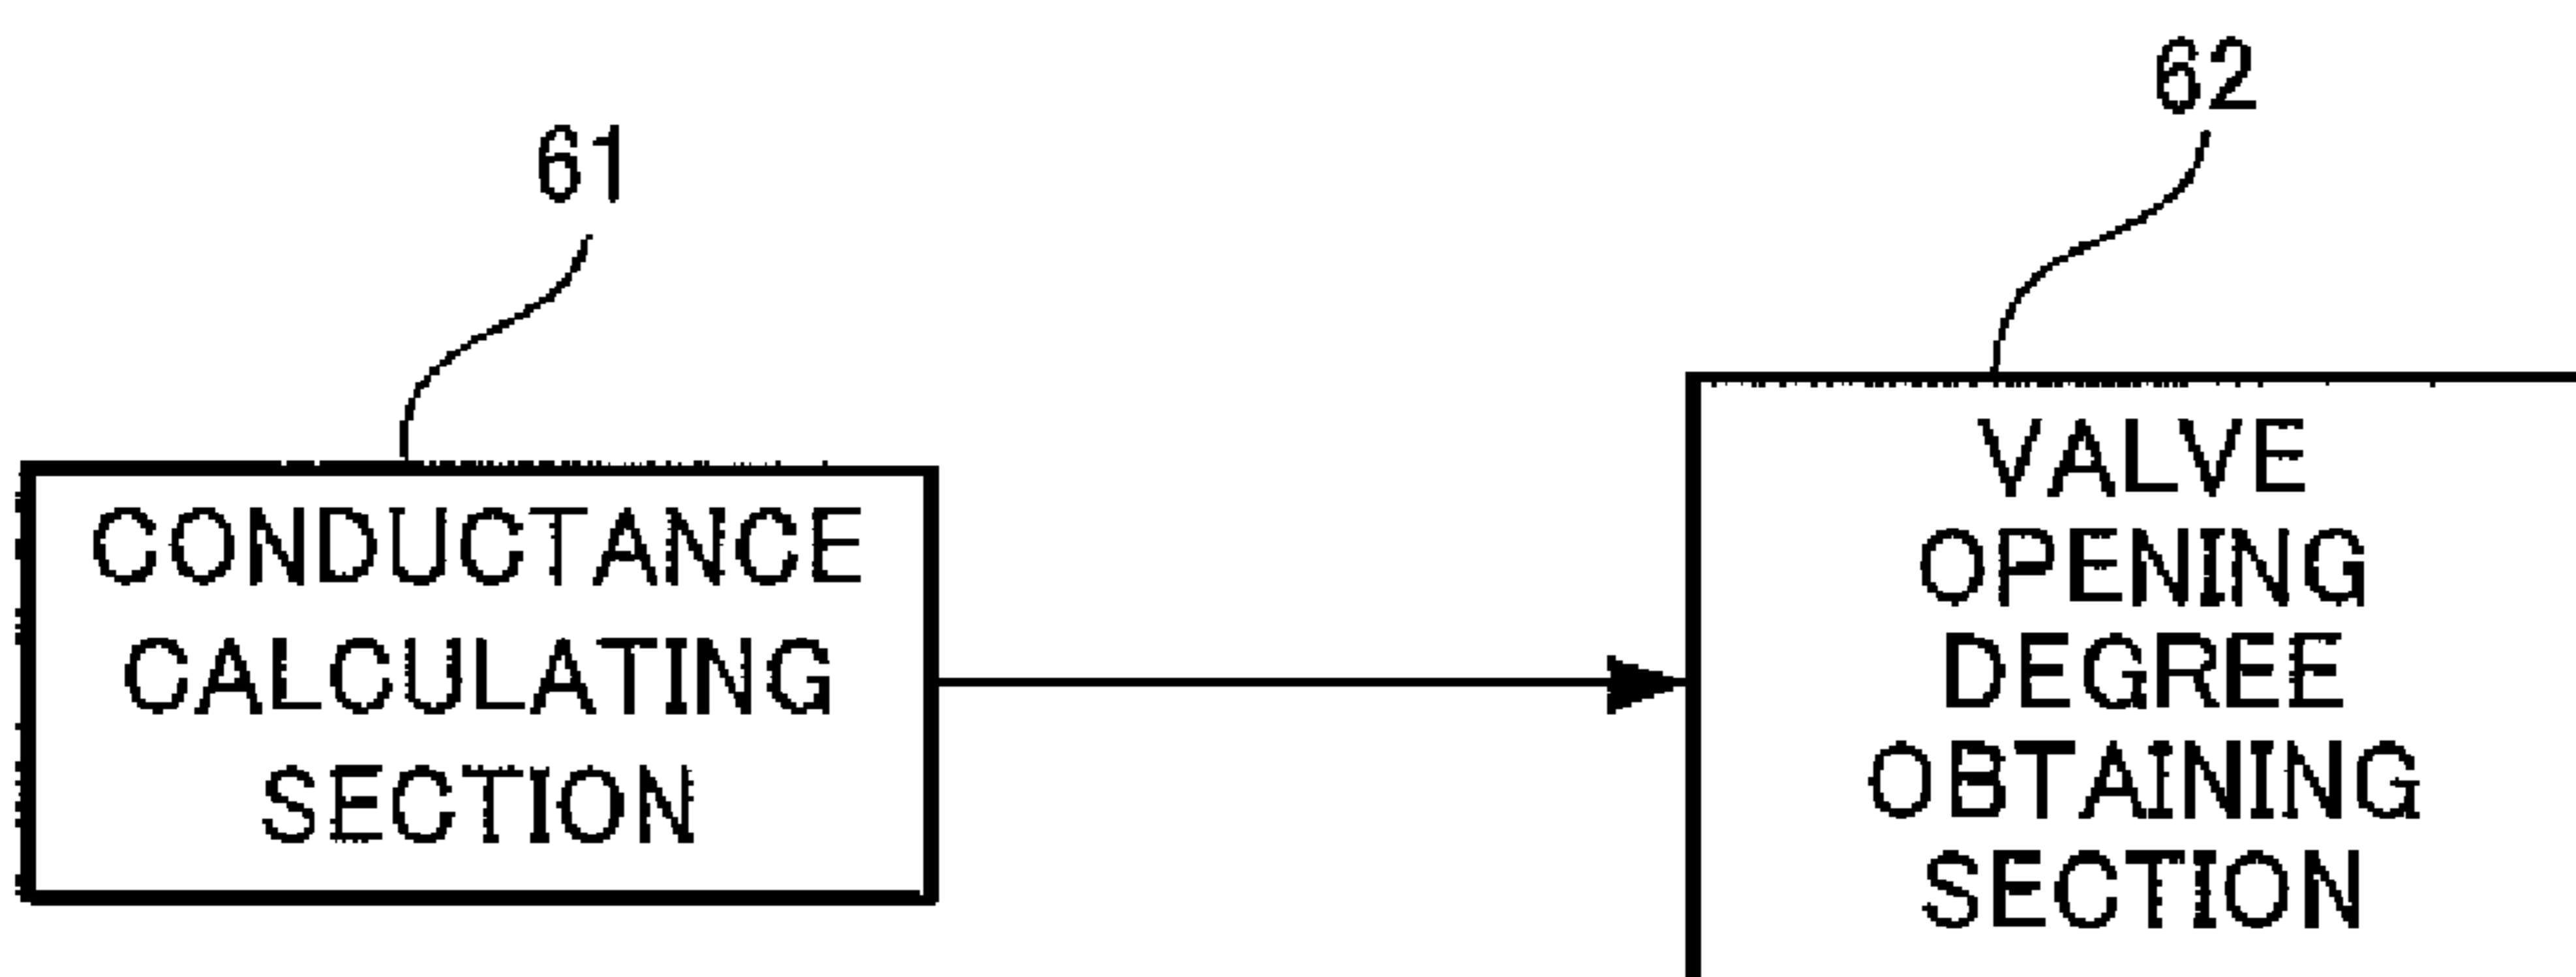 61
62
CONDUCTANCE
CALCULATING
SECTION
VALVE
OPENING
DEGREE
OBTAINING
SECTION